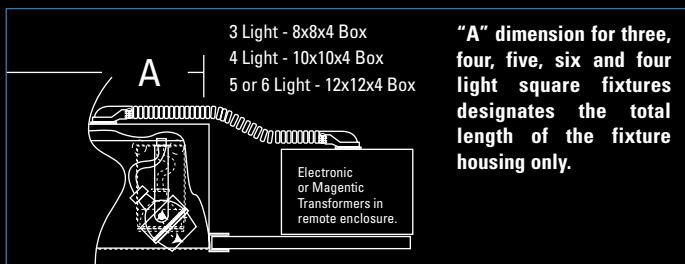 3 Light - 8x8x4 Box
4 Light - 10x10x4 Box
5 or 6 Light - 12x12x4 Box
A
Electronic
or Magentic
Transformers in
remote enclosure.
“A” dimension for three,
four, five, six and four
light square fixtures
designates the total
length of the fixture
housing only.